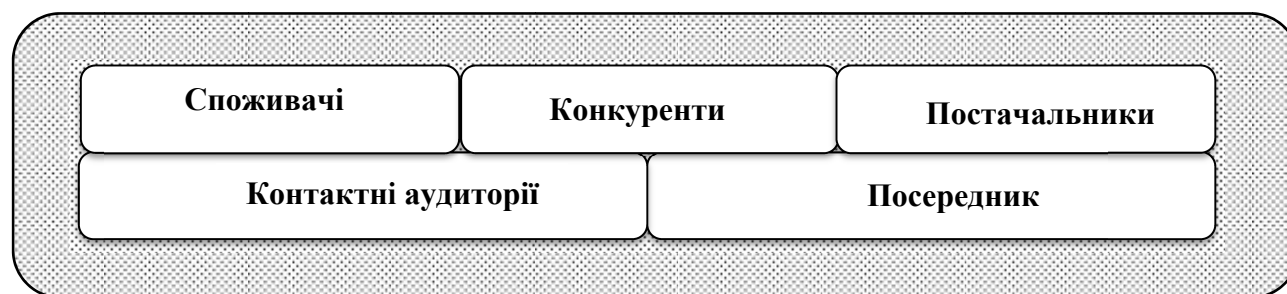 Споживачі
Конкуренти
Постачальники
Контактні аудиторії
Посередник